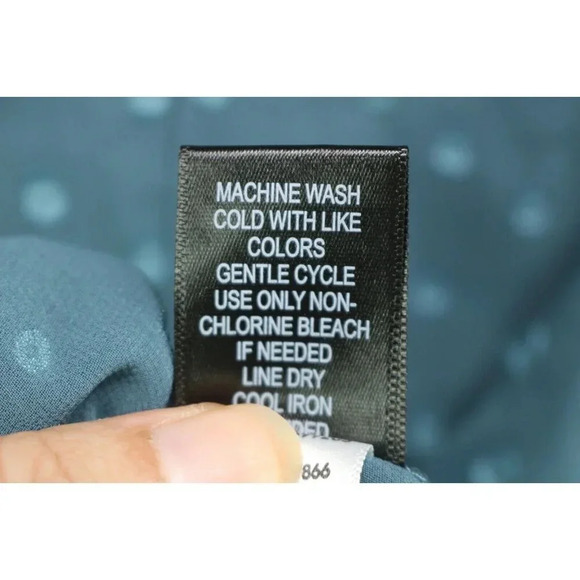 MACHINE WASH
COLD WITH LIKE
COLORS
GENTLE CYCLE
USE ONLY NON-
CHLORINE BLEACH
IF NEEDED
LINE DRY
COOL IRON
866